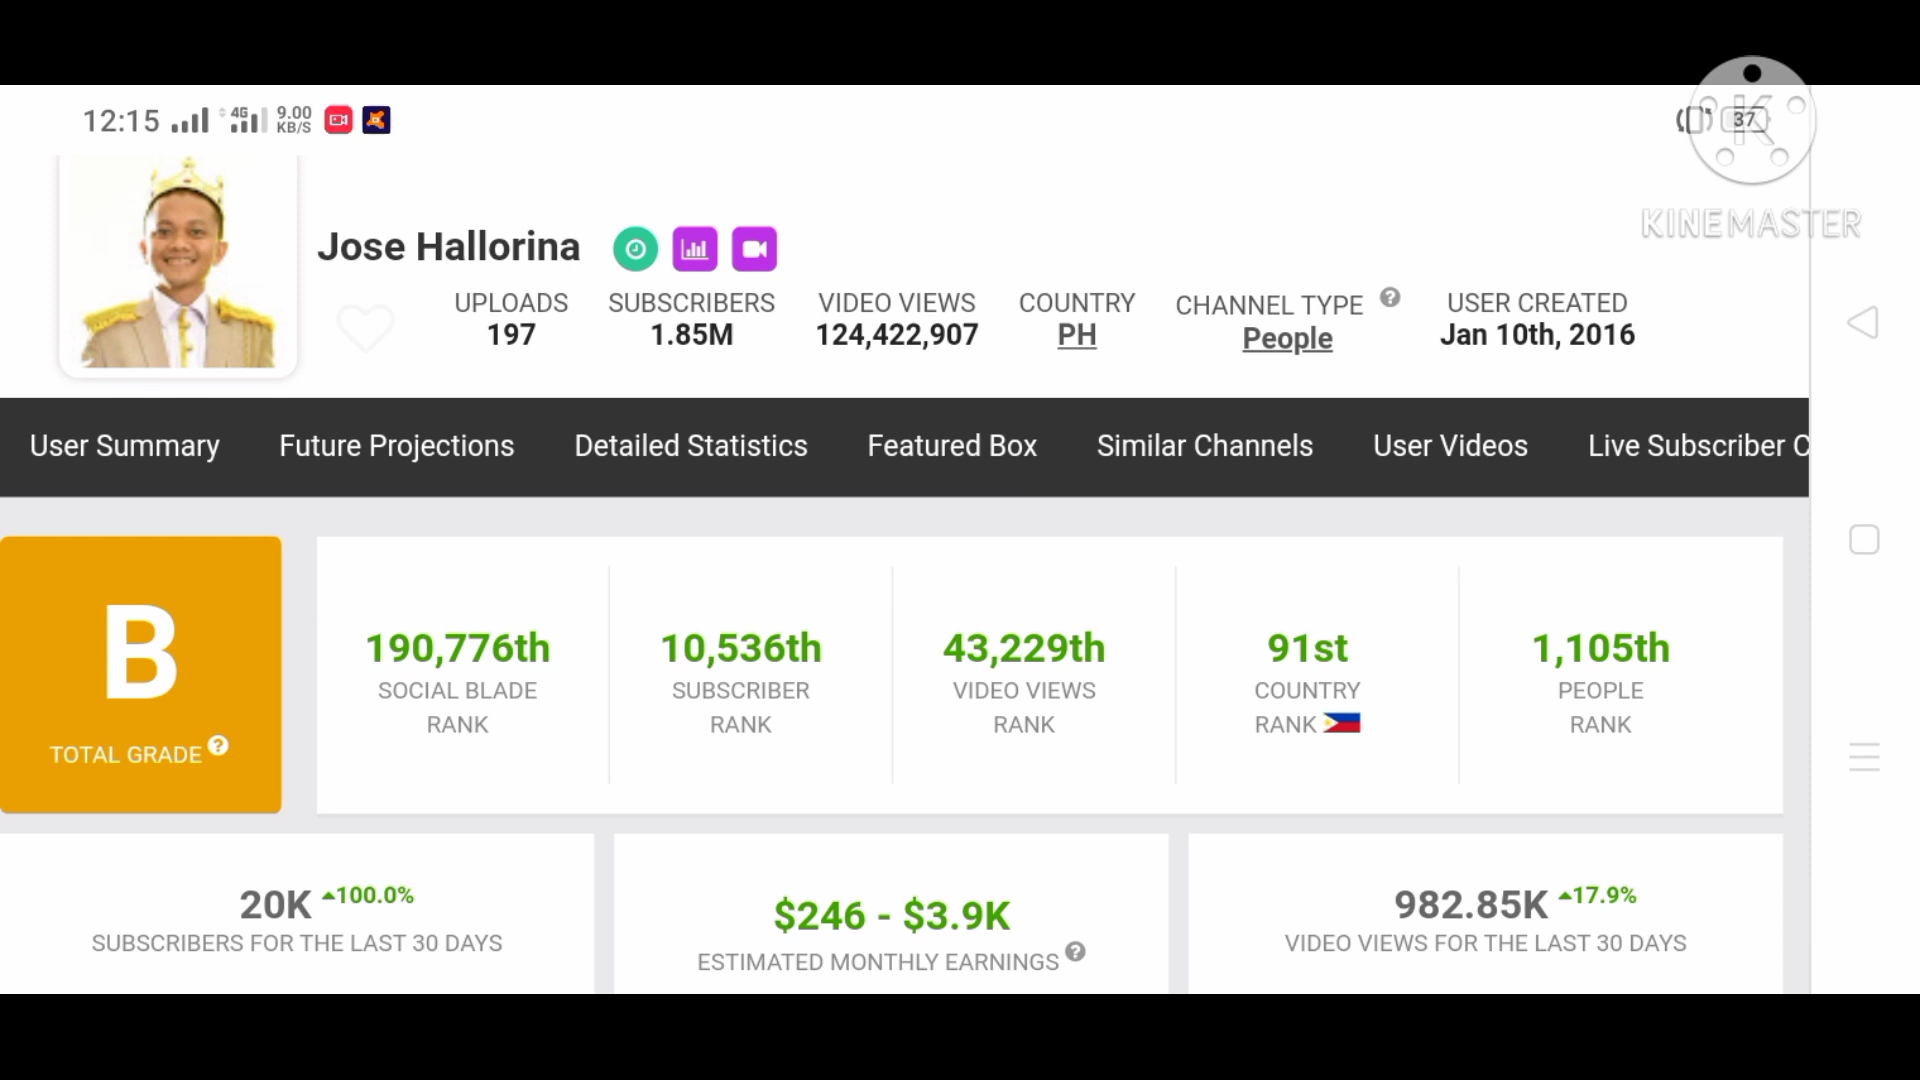 12:15 4G 9.00 KB/S 37
KINEMASTER
Jose Hallorina
UPLOADS SUBSCRIBERS VIDEO VIEWS COUNTRY CHANNEL TYPE ? USER CREATED
197 1.85M 124,422,907 PH People Jan 10th, 2016
User Summary Future Projections Detailed Statistics Featured Box Similar Channels User Videos Live Subscriber C
B
TOTAL GRADE ?
190,776th 10,536th 43,229th 91st 1,105th
SOCIAL BLADE SUBSCRIBER VIDEO VIEWS COUNTRY PEOPLE
RANK RANK RANK RANK RANK
20K 100.0% $246 - $3.9K 982.85K 17.9%
SUBSCRIBERS FOR THE LAST 30 DAYS ESTIMATED MONTHLY EARNINGS ? VIDEO VIEWS FOR THE LAST 30 DAYS